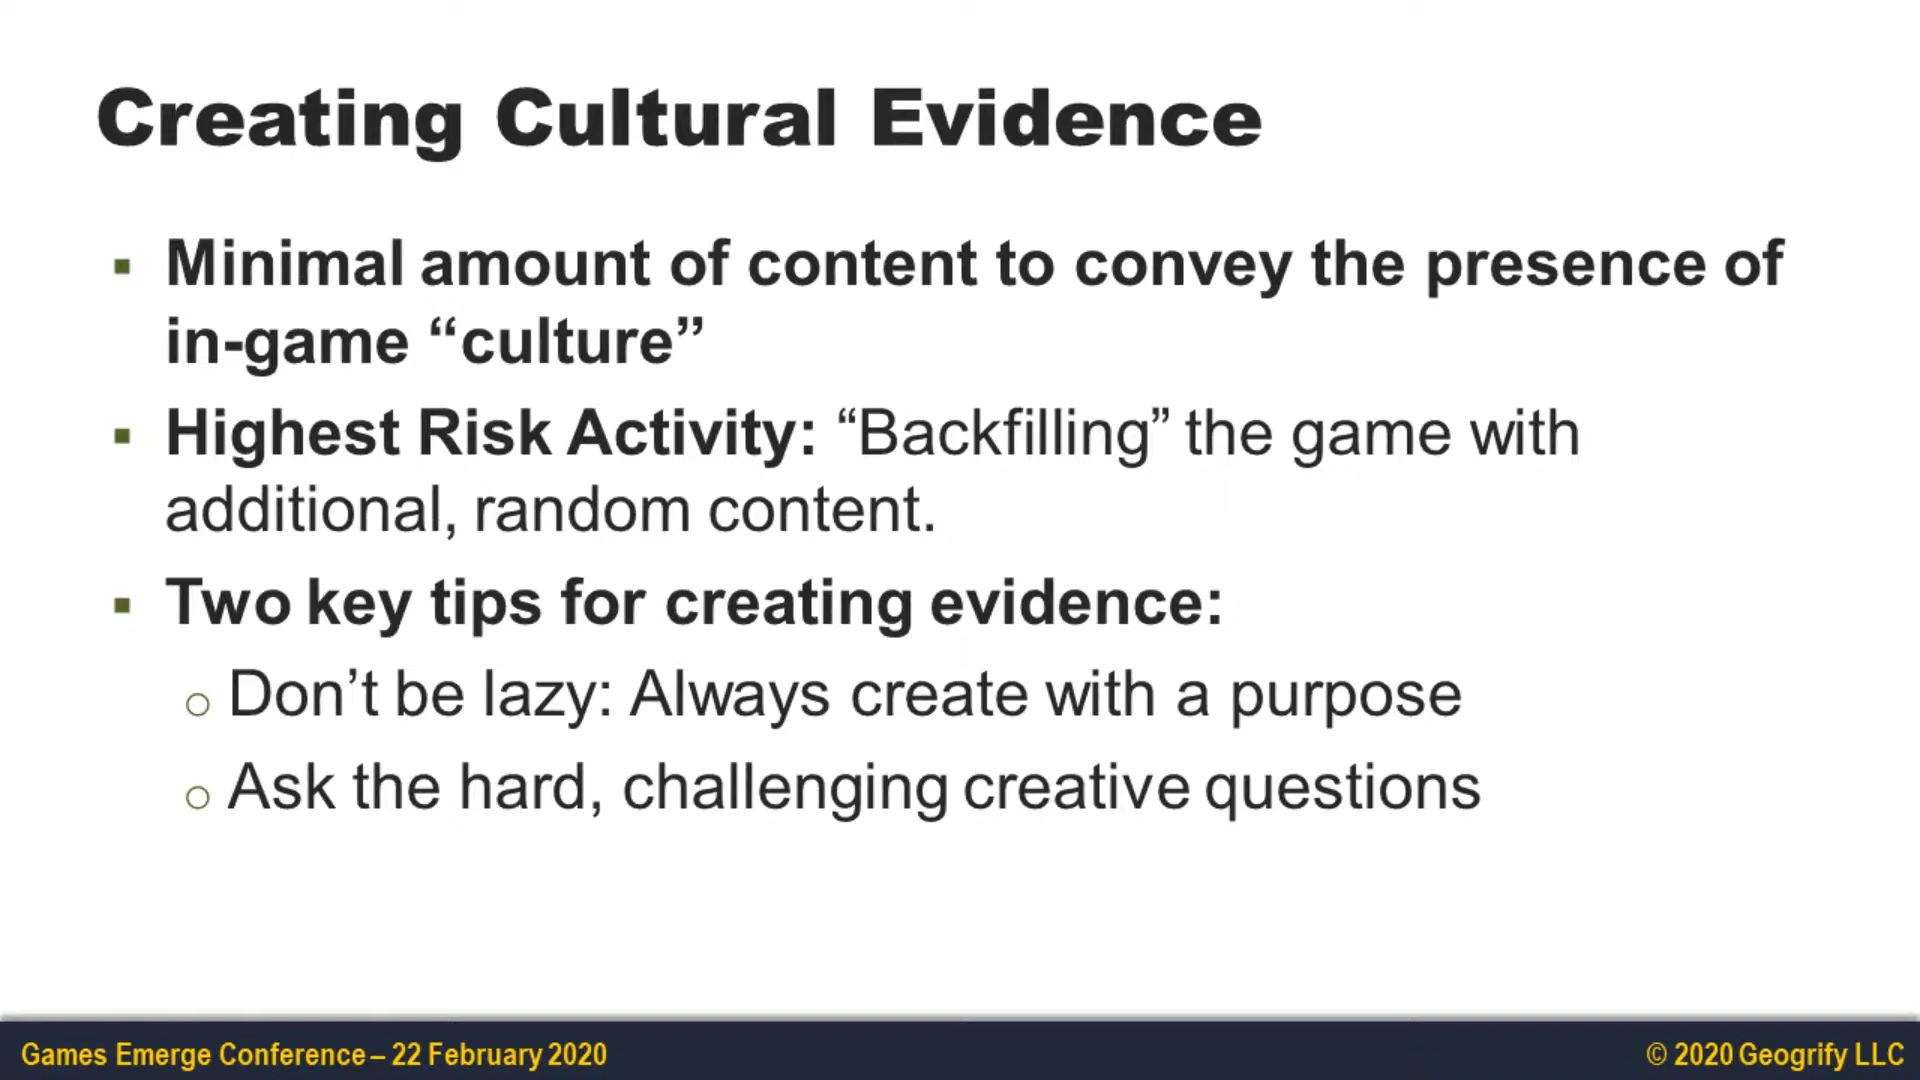 Creating Cultural Evidence
▪ Minimal amount of content to convey the presence of
in-game “culture”
▪ Highest Risk Activity: “Backfilling” the game with
additional, random content.
▪ Two key tips for creating evidence:
o Don’t be lazy: Always create with a purpose
o Ask the hard, challenging creative questions
Games Emerge Conference – 22 February 2020
© 2020 Geogrify LLC